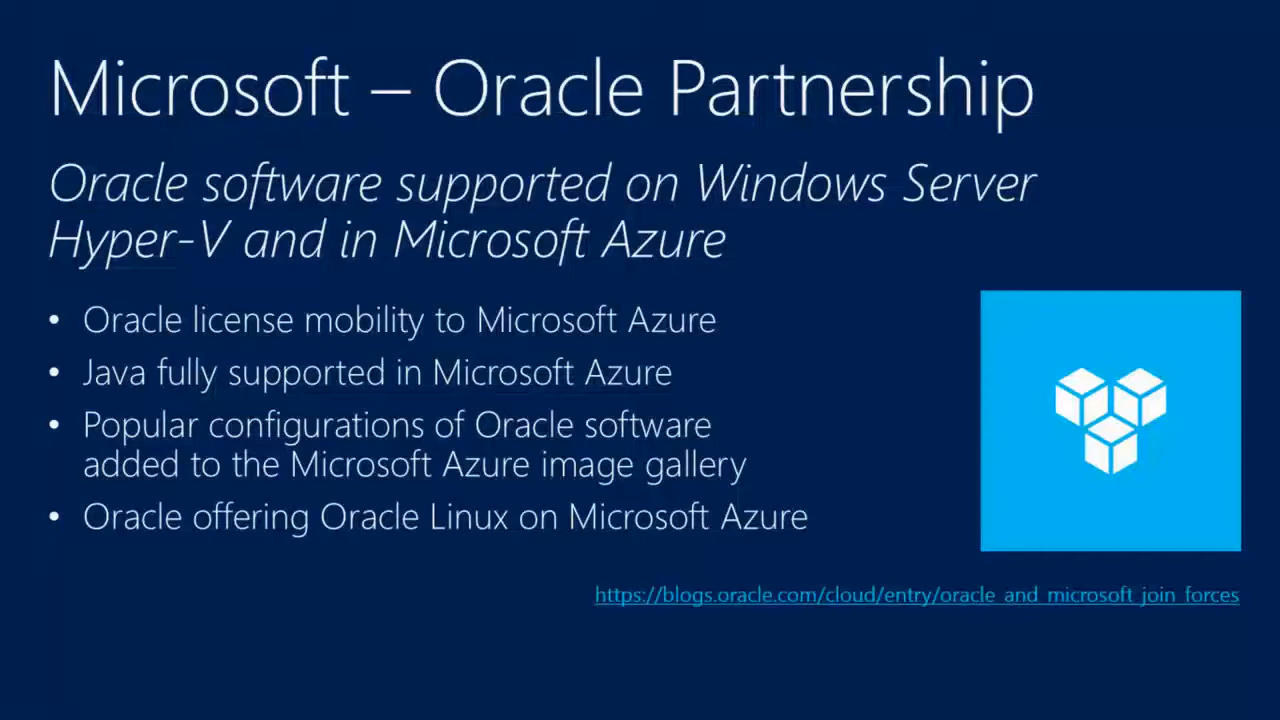 Microsoft – Oracle Partnership
Oracle software supported on Windows Server
Hyper-V and in Microsoft Azure
• Oracle license mobility to Microsoft Azure
• Java fully supported in Microsoft Azure
• Popular configurations of Oracle software
added to the Microsoft Azure image gallery
• Oracle offering Oracle Linux on Microsoft Azure
https://blogs.oracle.com/cloud/entry/oracle_and_microsoft_join_forces